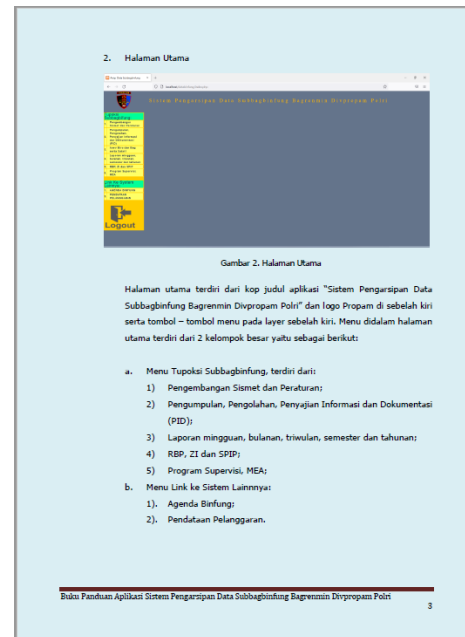 2. Halaman Utama
Sistem Pengarsipan Data Subbagbinfung Bagrenmin Divpropam Polri
Logout
Gambar 2. Halaman Utama
Halaman utama terdiri dari kop judul aplikasi “Sistem Pengarsipan Data
Subbagbinfung Bagrenmin Divpropam Polri” dan logo Propam di sebelah kiri
serta tombol – tombol menu pada layer sebelah kiri. Menu didalam halaman
utama terdiri dari 2 kelompok besar yaitu sebagai berikut:
a. Menu Tupoksi Subbagbinfung, terdiri dari:
1) Pengembangan Sismet dan Peraturan;
2) Pengumpulan, Pengolahan, Penyajian Informasi dan Dokumentasi
(PID);
3) Laporan mingguan, bulanan, triwulan, semester dan tahunan;
4) RBP, ZI dan SPIP;
5) Program Supervisi, MEA;
b. Menu Link ke Sistem Lainnnya:
1). Agenda Binfung;
2). Pendataan Pelanggaran.
Buku Panduan Aplikasi Sistem Pengarsipan Data Subbagbinfung Bagrenmin Divpropam Polri
3